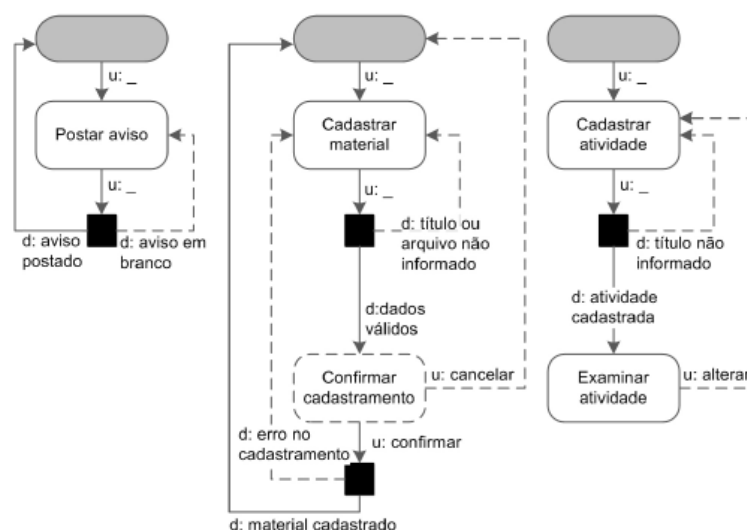 u: _
Postar aviso
u: _
d: aviso
postado
d: aviso em
branco
u: _
Cadastrar
material
u: _
d: título ou
arquivo não
informado
d:dados
válidos
Confirmar
cadastramento
u: cancelar
d: erro no
cadastramento
u: confirmar
d: material cadastrado
u: _
Cadastrar
atividade
u: _
d: título não
informado
d: atividade
cadastrada
Examinar
atividade
u: alterar